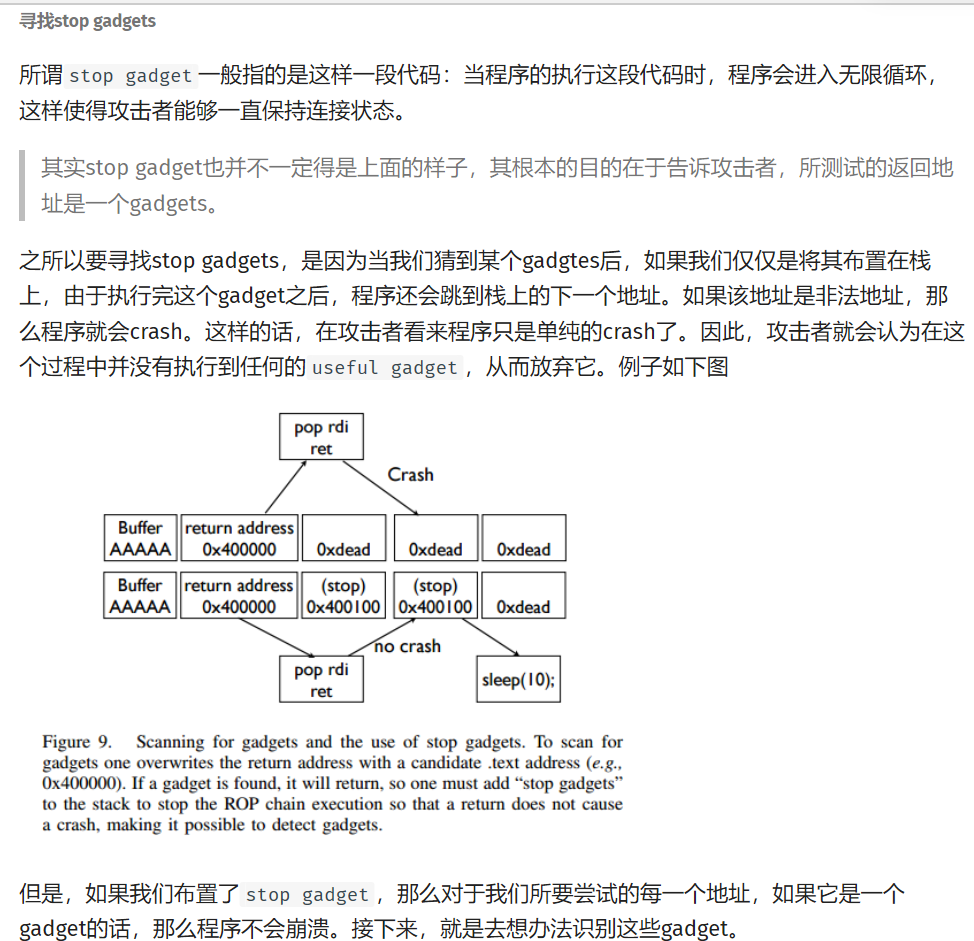 寻找stop gadgets
所谓 stop gadget 一般指的是这样一段代码：当程序的执行这段代码时，程序会进入无限循环，
这样使得攻击者能够一直保持连接状态。
其实stop gadget也并不一定得是上面的样子，其根本的目的在于告诉攻击者，所测试的返回地
址是一个gadgets。
之所以要寻找stop gadgets，是因为当我们猜到某个gadgtes后，如果我们仅仅是将其布置在栈
上，由于执行完这个gadget之后，程序还会跳到栈上的下一个地址。如果该地址是非法地址，那
么程序就会crash。这样的话，在攻击者看来程序只是单纯的crash了。因此，攻击者就会认为在这
个过程中并没有执行到任何的 useful gadget ，从而放弃它。例子如下图
pop rdi
ret
Crash
Buffer return address
AAAAA 0x400000 0xdead 0xdead 0xdead
Buffer return address (stop) (stop)
AAAAA 0x400000 0x400100 0x400100 0xdead
no crash
pop rdi
ret
sleep(10);
Figure 9. Scanning for gadgets and the use of stop gadgets. To scan for
gadgets one overwrites the return address with a candidate .text address (e.g.,
0x400000). If a gadget is found, it will return, so one must add “stop gadgets”
to the stack to stop the ROP chain execution so that a return does not cause
a crash, making it possible to detect gadgets.
但是，如果我们布置了 stop gadget ，那么对于我们所要尝试的每一个地址，如果它是一个
gadget的话，那么程序不会崩溃。接下来，就是去想办法识别这些gadget。